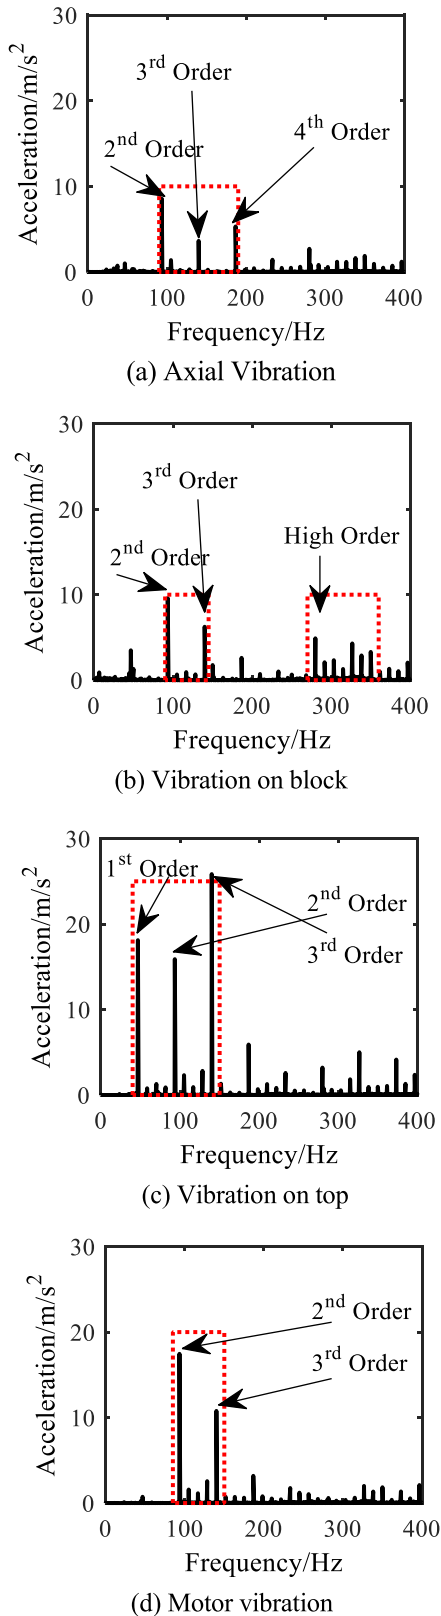 30
3rd Order
20
4th Order
2nd Order
10
0
0 100 200 300 400
Acceleration/m/s2
Frequency/Hz
(a) Axial Vibration
30
3rd Order
20
High Order
2nd Order
10
0
0 100 200 300 400
Acceleration/m/s2
Frequency/Hz
(b) Vibration on block
30
1st Order
2nd Order
20
3rd Order
10
0
0 100 200 300 400
Acceleration/m/s2
Frequency/Hz
(c) Vibration on top
30
2nd Order
20
3rd Order
10
0
0 100 200 300 400
Acceleration/m/s2
Frequency/Hz
(d) Motor vibration